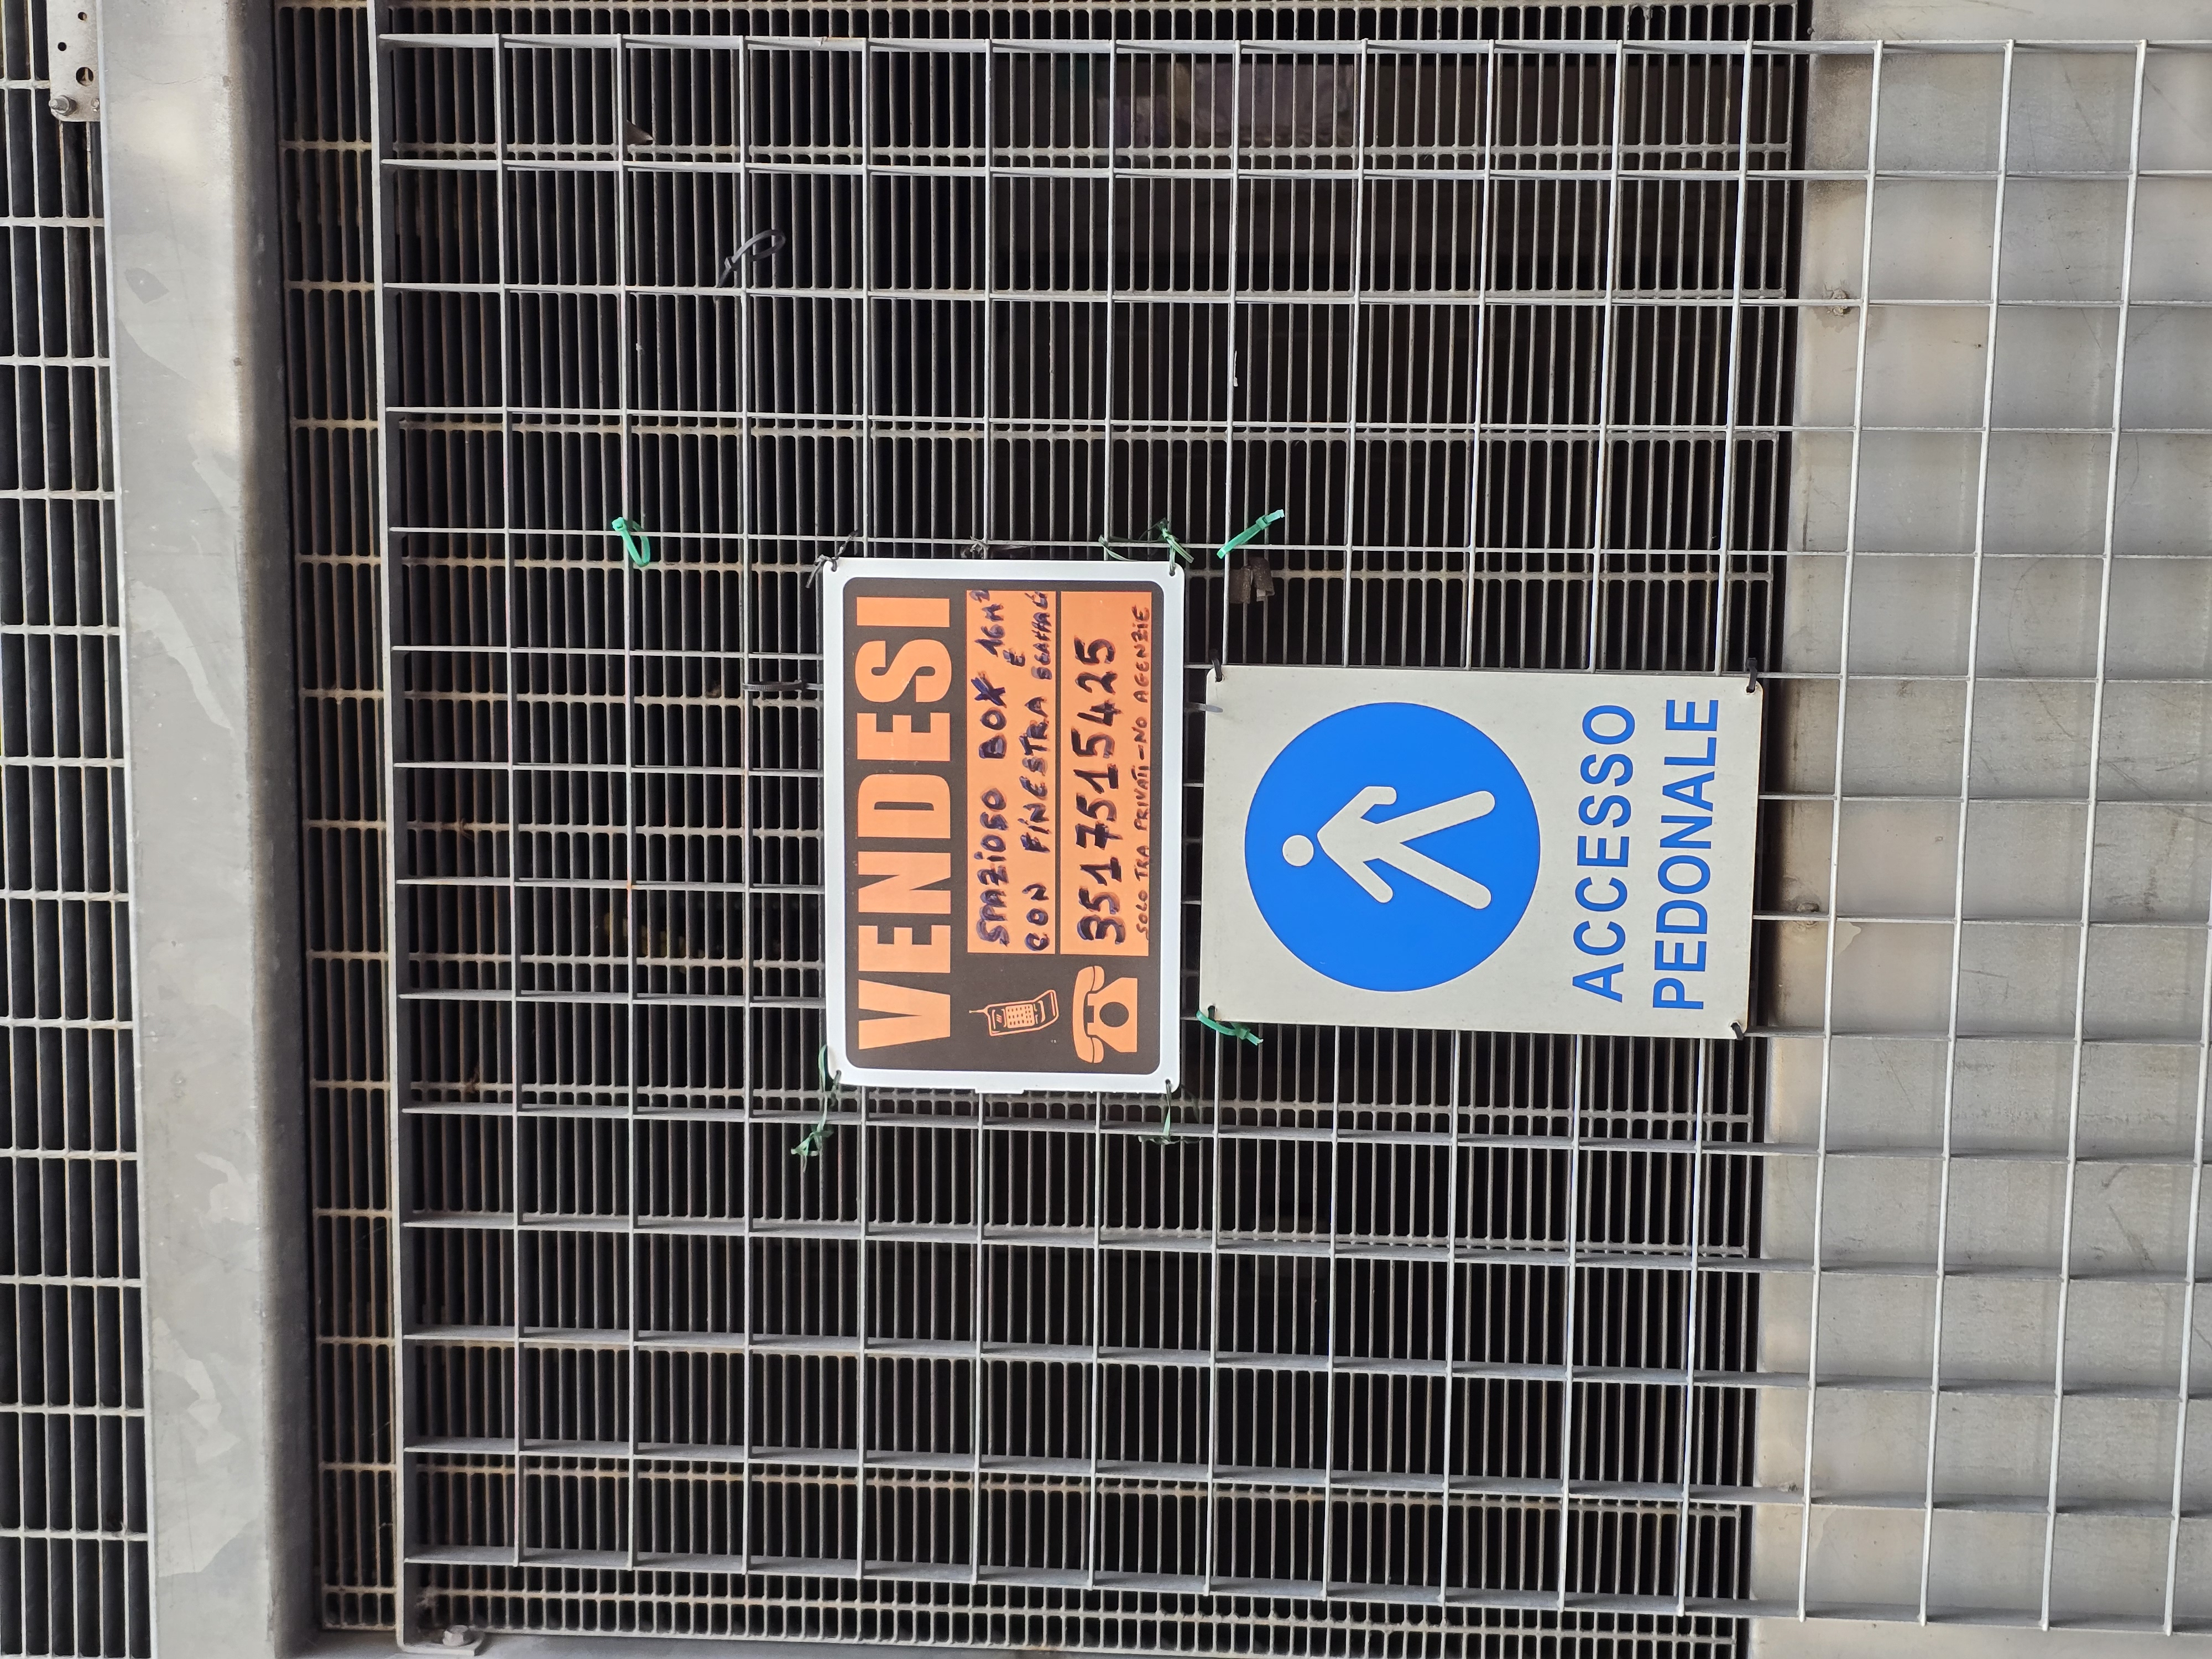 VENDESI
SPAZIOSO BOX 16M²
CON FINESTRA E SCAFFALI
3517515425
SOLO TRA PRIVATI-NO AGENZIE
ACCESSO
PEDONALE